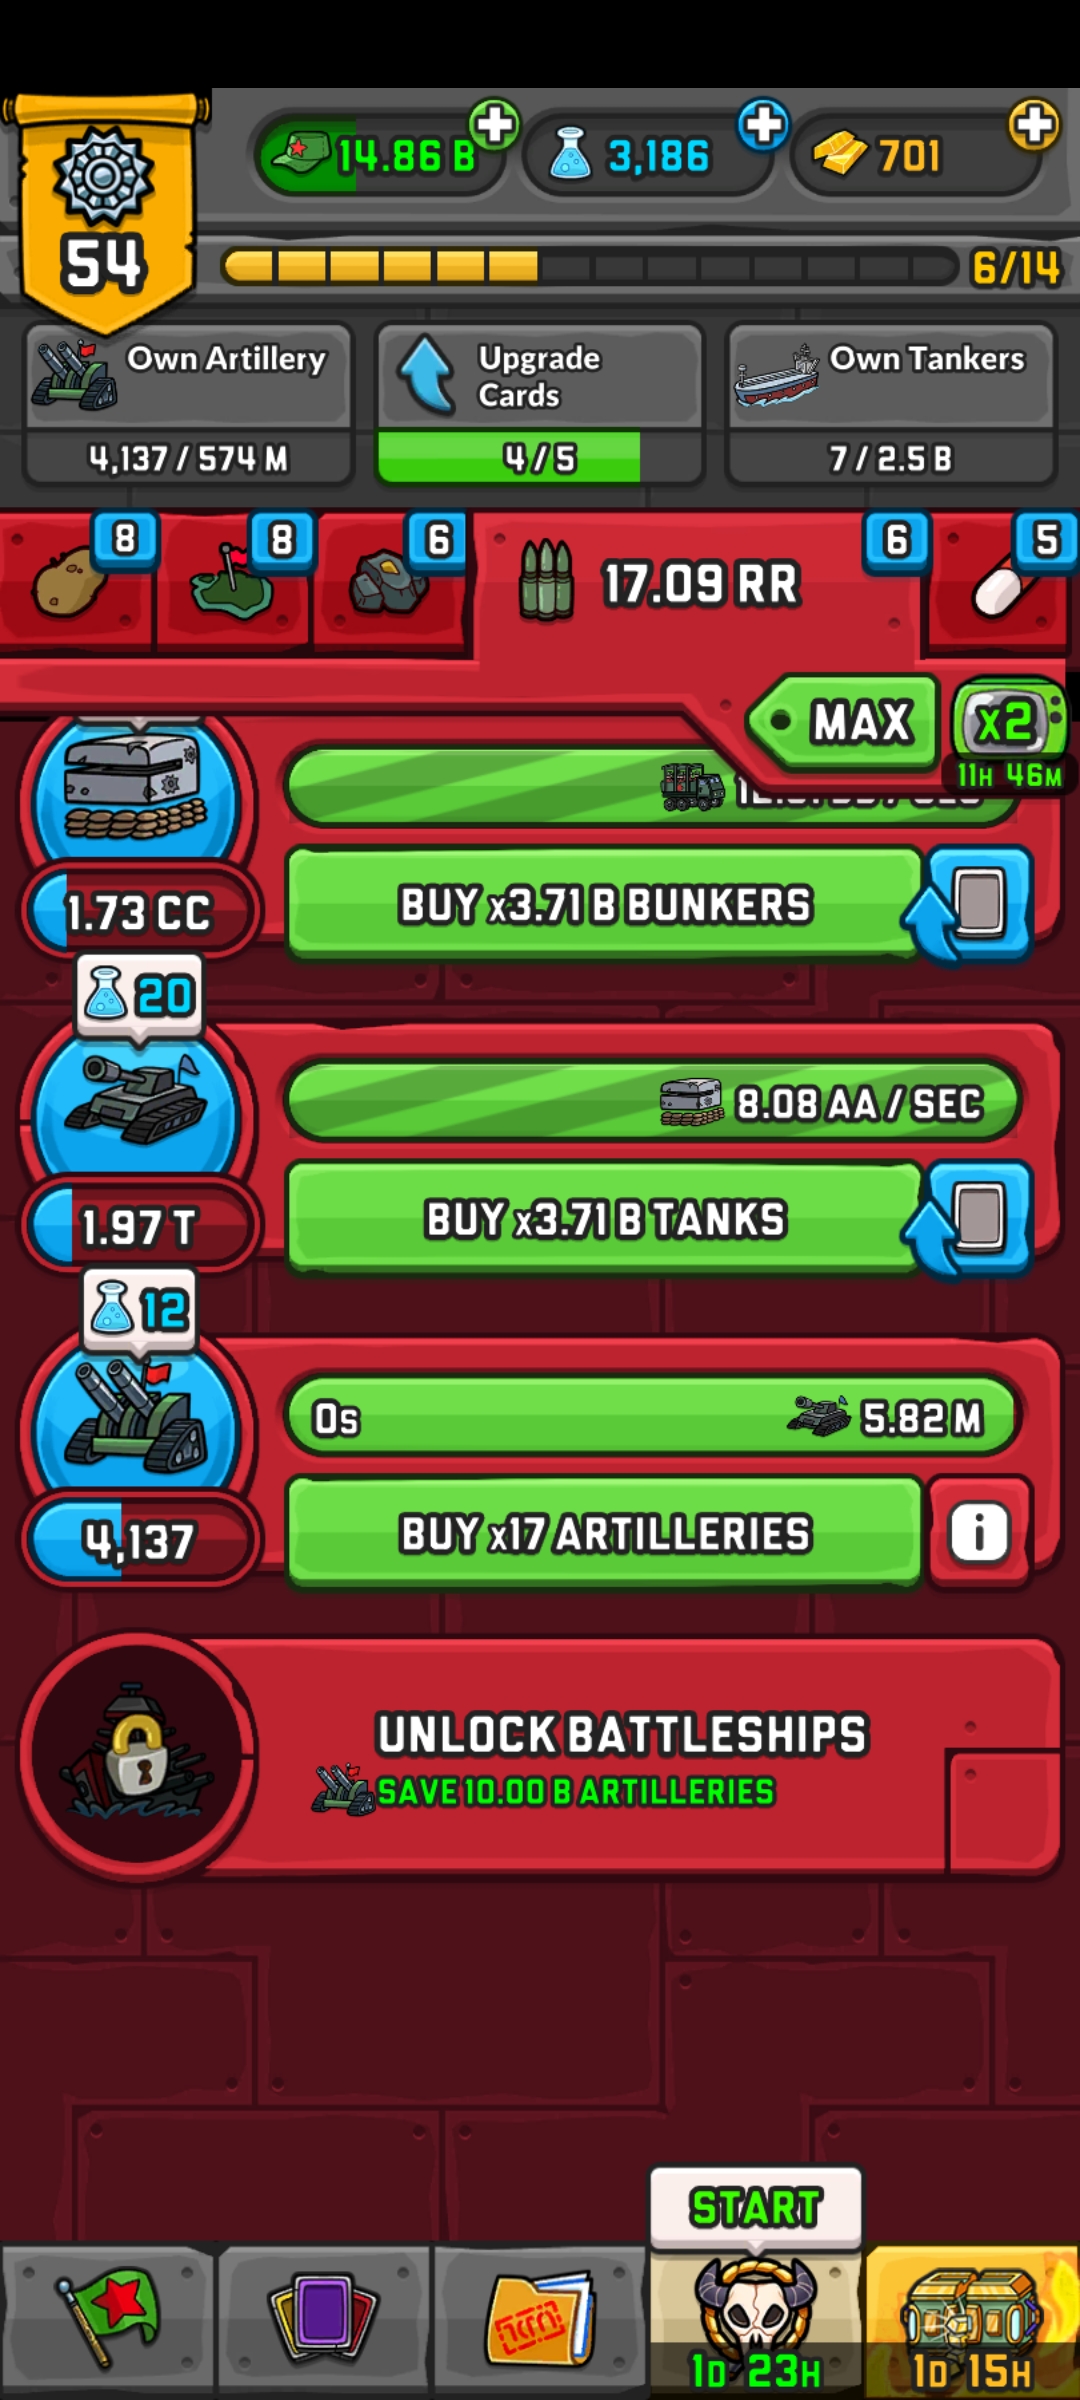 14.86 B
3,186
701
54
6/14
Own Artillery
4,137 / 574 M
Upgrade
Cards
4 / 5
Own Tankers
7 / 2.5 B
8
8
6
17.09 RR
6
5
MAX
x2
11H 46M
1.73 CC
BUY x3.71 B BUNKERS
20
8.08 AA / SEC
1.97 T
BUY x3.71 B TANKS
12
0s
5.82 M
4,137
BUY x17 ARTILLERIES
i
UNLOCK BATTLESHIPS
SAVE 10.00 B ARTILLERIES
START
1D 23H
1D 15H